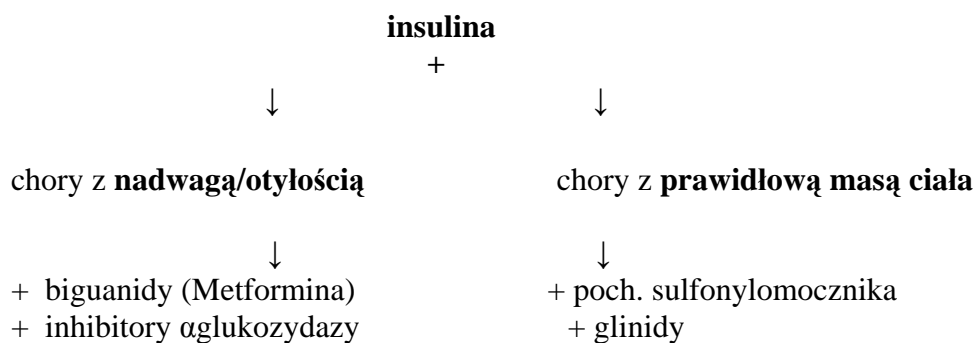 insulina
+
↓ ↓
chory z nadwagą/otyłością chory z prawidłową masą ciała
↓ ↓
+ biguanidy (Metformina) + poch. sulfonylomocznika
+ inhibitory αglukozydazy + glinidy